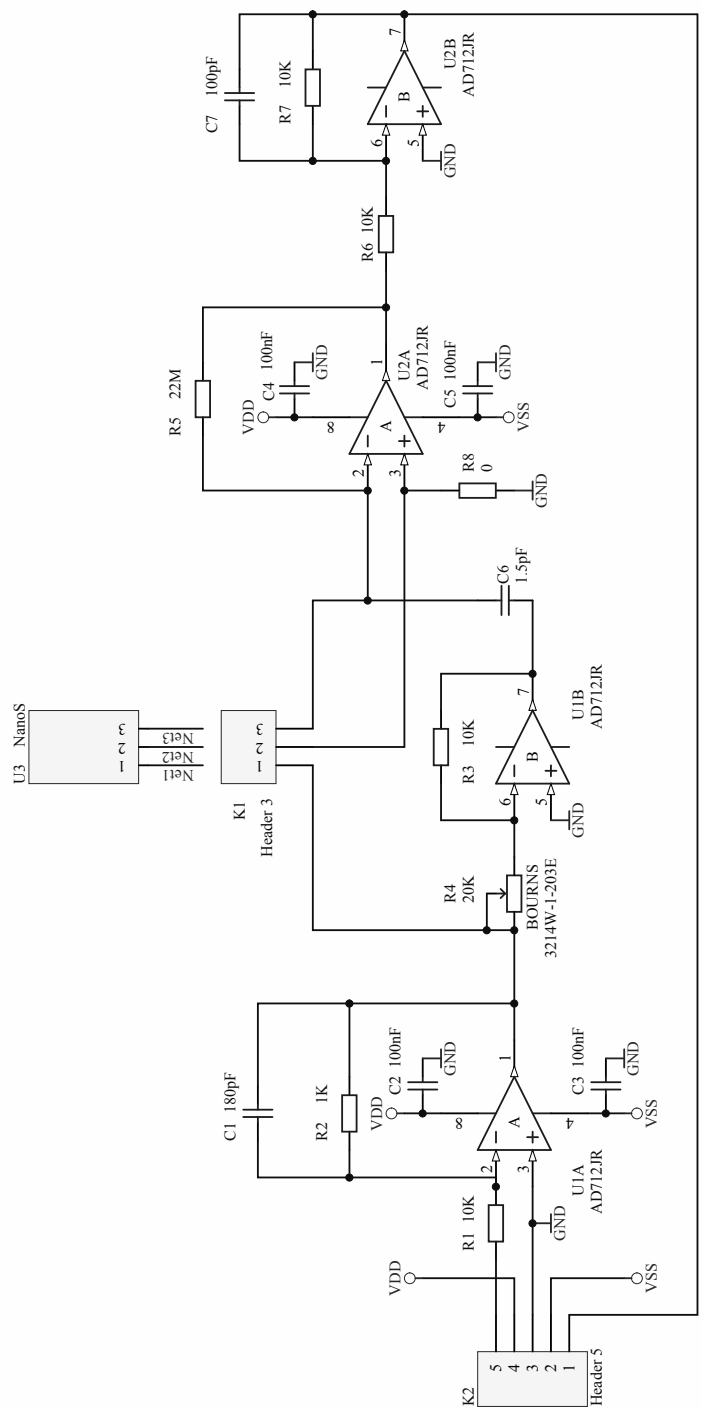 K2
Header 5
5
4
3
2
1
VDD
VSS
R1 10K
GND
C1 180pF
R2 1K
VDD
C2 100nF
GND
8
2
3
A
1
4
U1A
AD712JR
C3 100nF
GND
VSS
R4
20K
BOURNS
3214W-1-203E
R3 10K
6
5
B
7
GND
U1B
AD712JR
C6
1.5pF
U3 NanoS
1
2
3
Net1
Net2
Net3
K1
Header 3
1
2
3
R5 22M
VDD
C4 100nF
GND
8
2
3
A
1
4
U2A
AD712JR
C5 100nF
GND
VSS
R8
0
GND
R6 10K
C7 100pF
R7 10K
6
5
B
7
GND
U2B
AD712JR